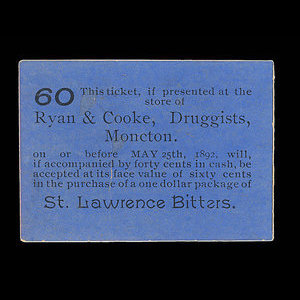 60 This ticket, if presented at the
store of
Ryan & Cooke, Druggists,
Moncton.
on or before MAY 25th, 1892, will,
if accompanied by forty cents in cash, be
accepted at its face value of sixty cents
in the purchase of a one dollar package of
St. Lawrence Bitters.